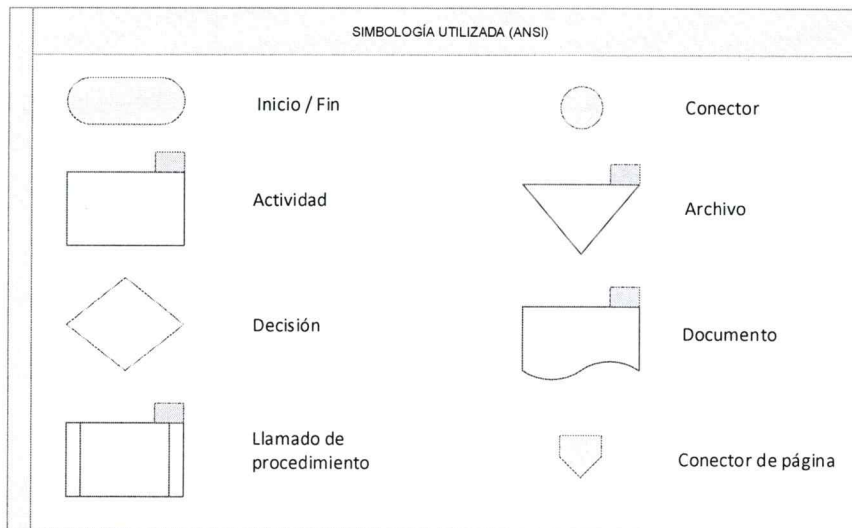 SIMBOLOGÍA UTILIZADA (ANSI)
Inicio / Fin
Conector
Actividad
Archivo
Decisión
Documento
Llamado de
procedimiento
Conector de página